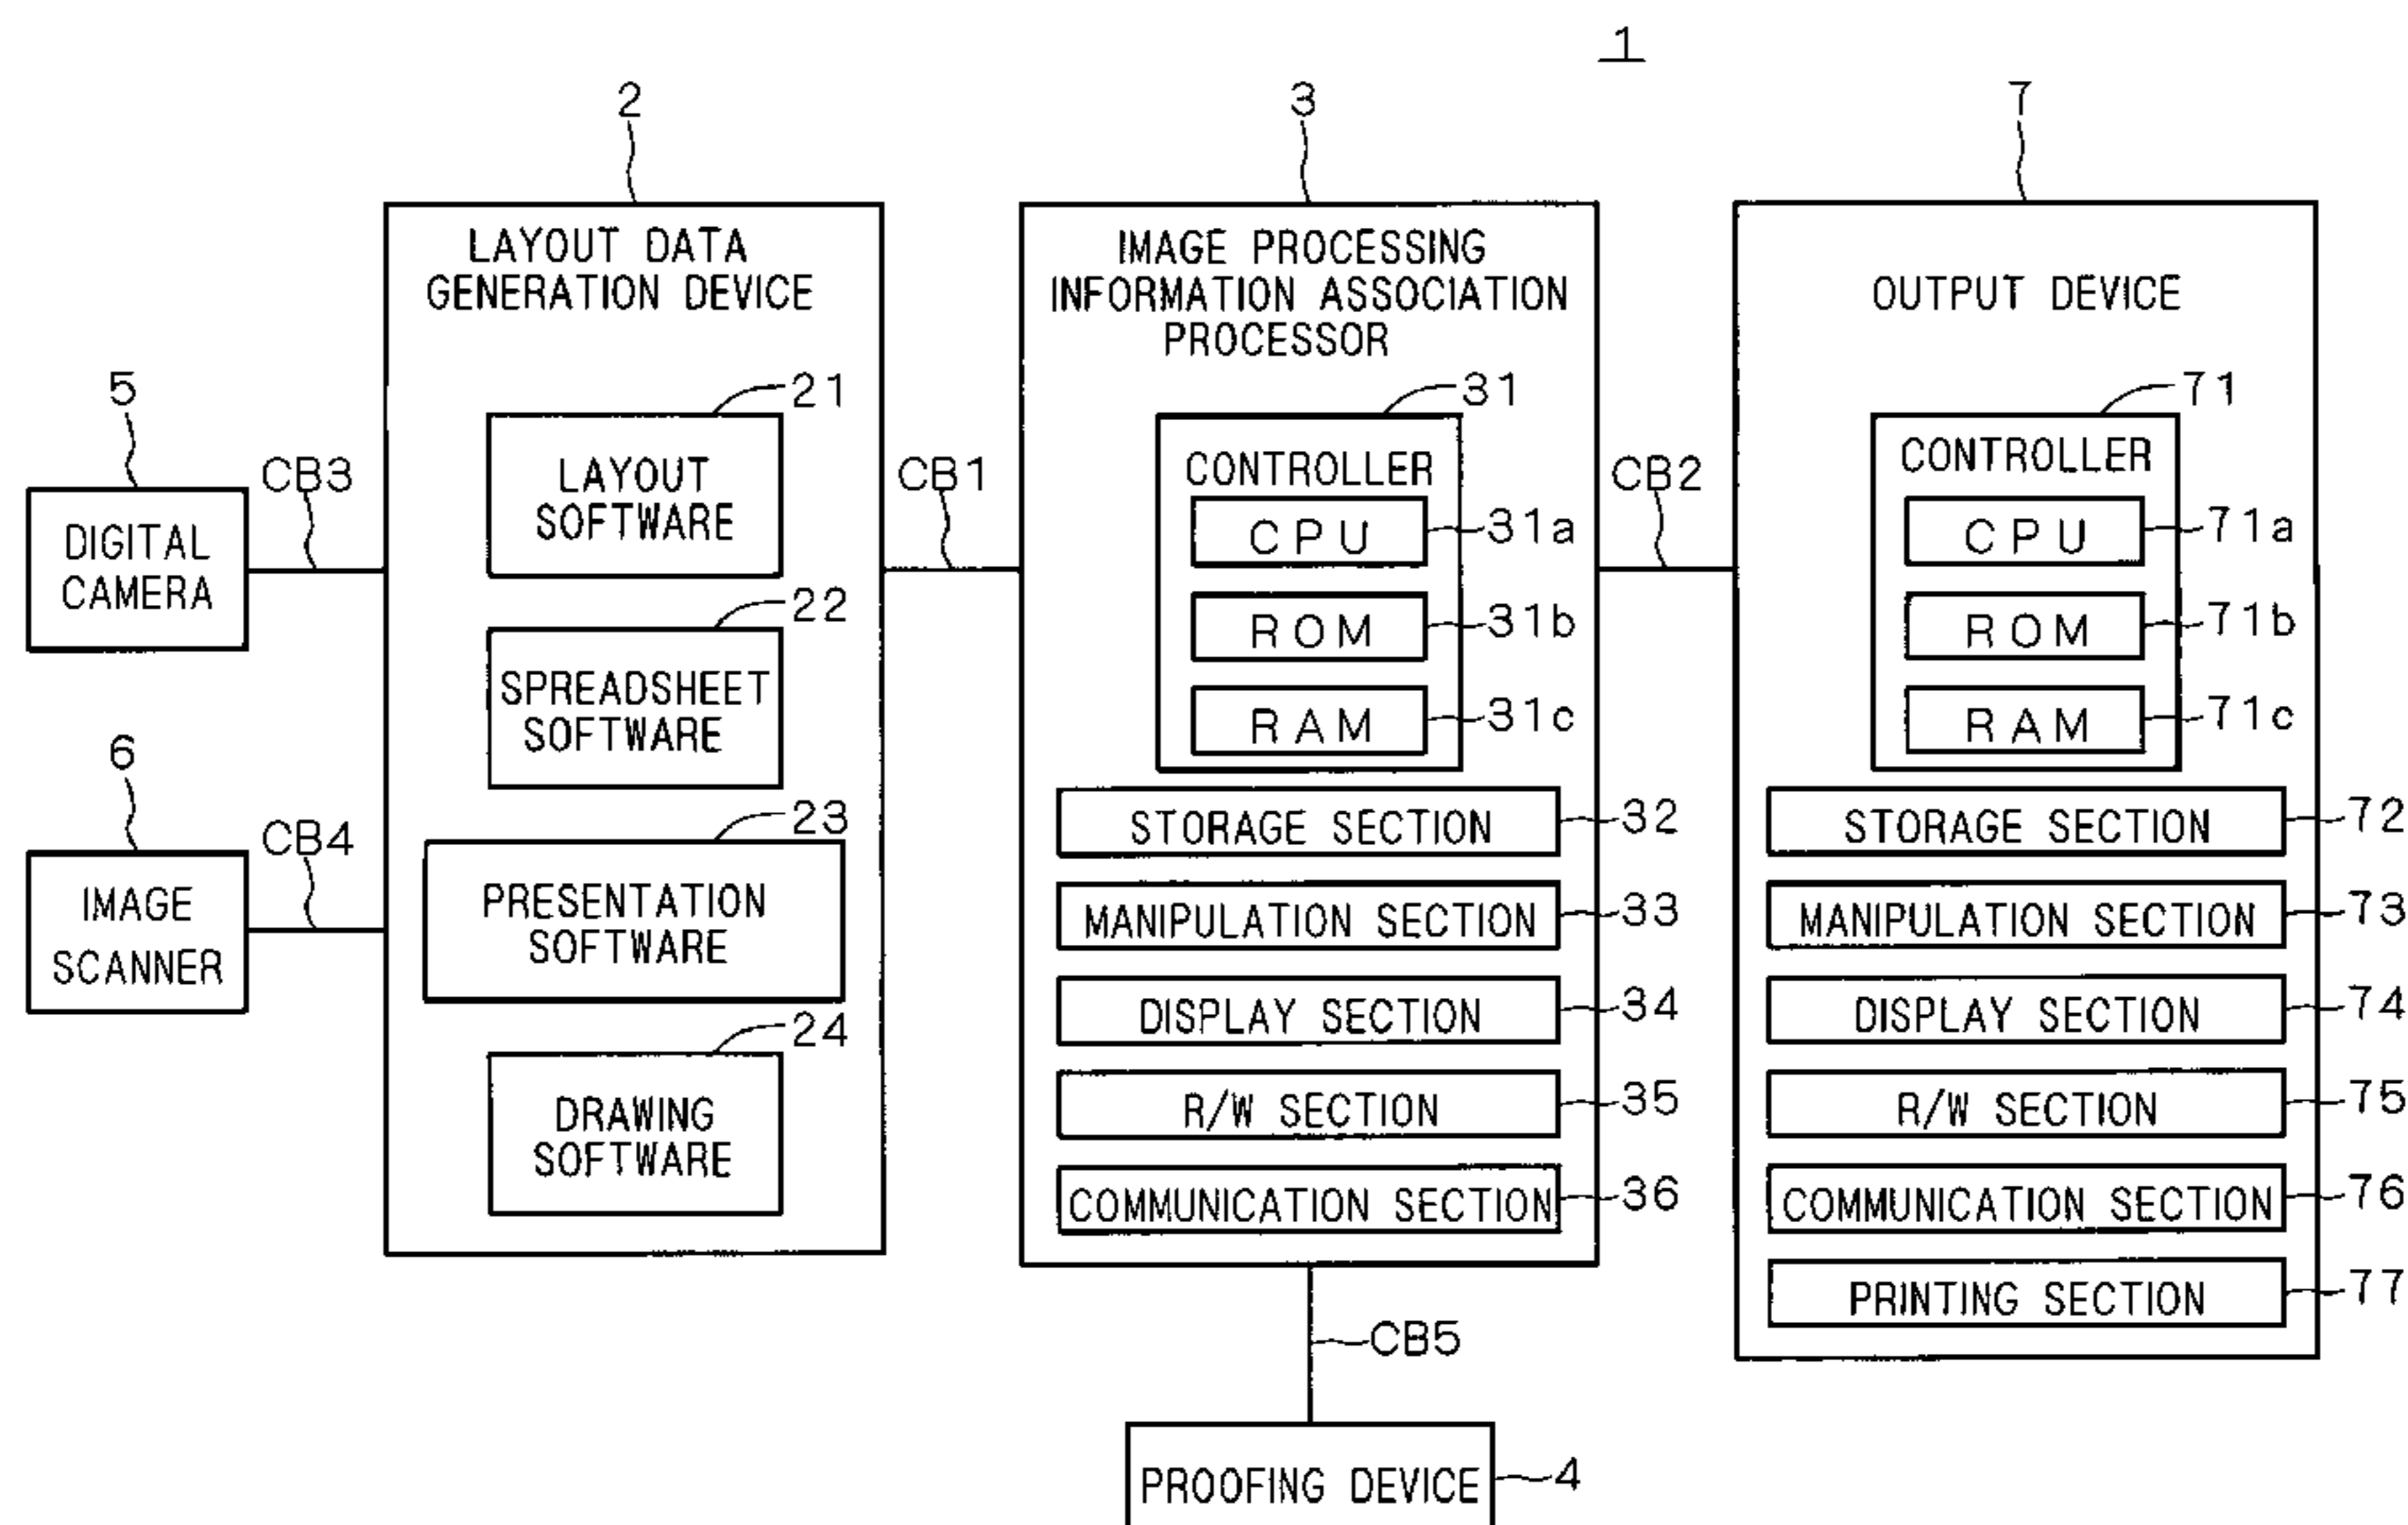 1
2
3
7
LAYOUT DATA
GENERATION DEVICE
IMAGE PROCESSING
INFORMATION ASSOCIATION
PROCESSOR
OUTPUT DEVICE
5
CB3
DIGITAL
CAMERA
6
CB4
IMAGE
SCANNER
21
LAYOUT
SOFTWARE
22
SPREADSHEET
SOFTWARE
23
PRESENTATION
SOFTWARE
24
DRAWING
SOFTWARE
CB1
31
CONTROLLER
CPU 31a
ROM 31b
RAM 31c
STORAGE SECTION 32
MANIPULATION SECTION 33
DISPLAY SECTION 34
R/W SECTION 35
COMMUNICATION SECTION 36
CB2
71
CONTROLLER
CPU 71a
ROM 71b
RAM 71c
STORAGE SECTION 72
MANIPULATION SECTION 73
DISPLAY SECTION 74
R/W SECTION 75
COMMUNICATION SECTION 76
PRINTING SECTION 77
CB5
PROOFING DEVICE 4